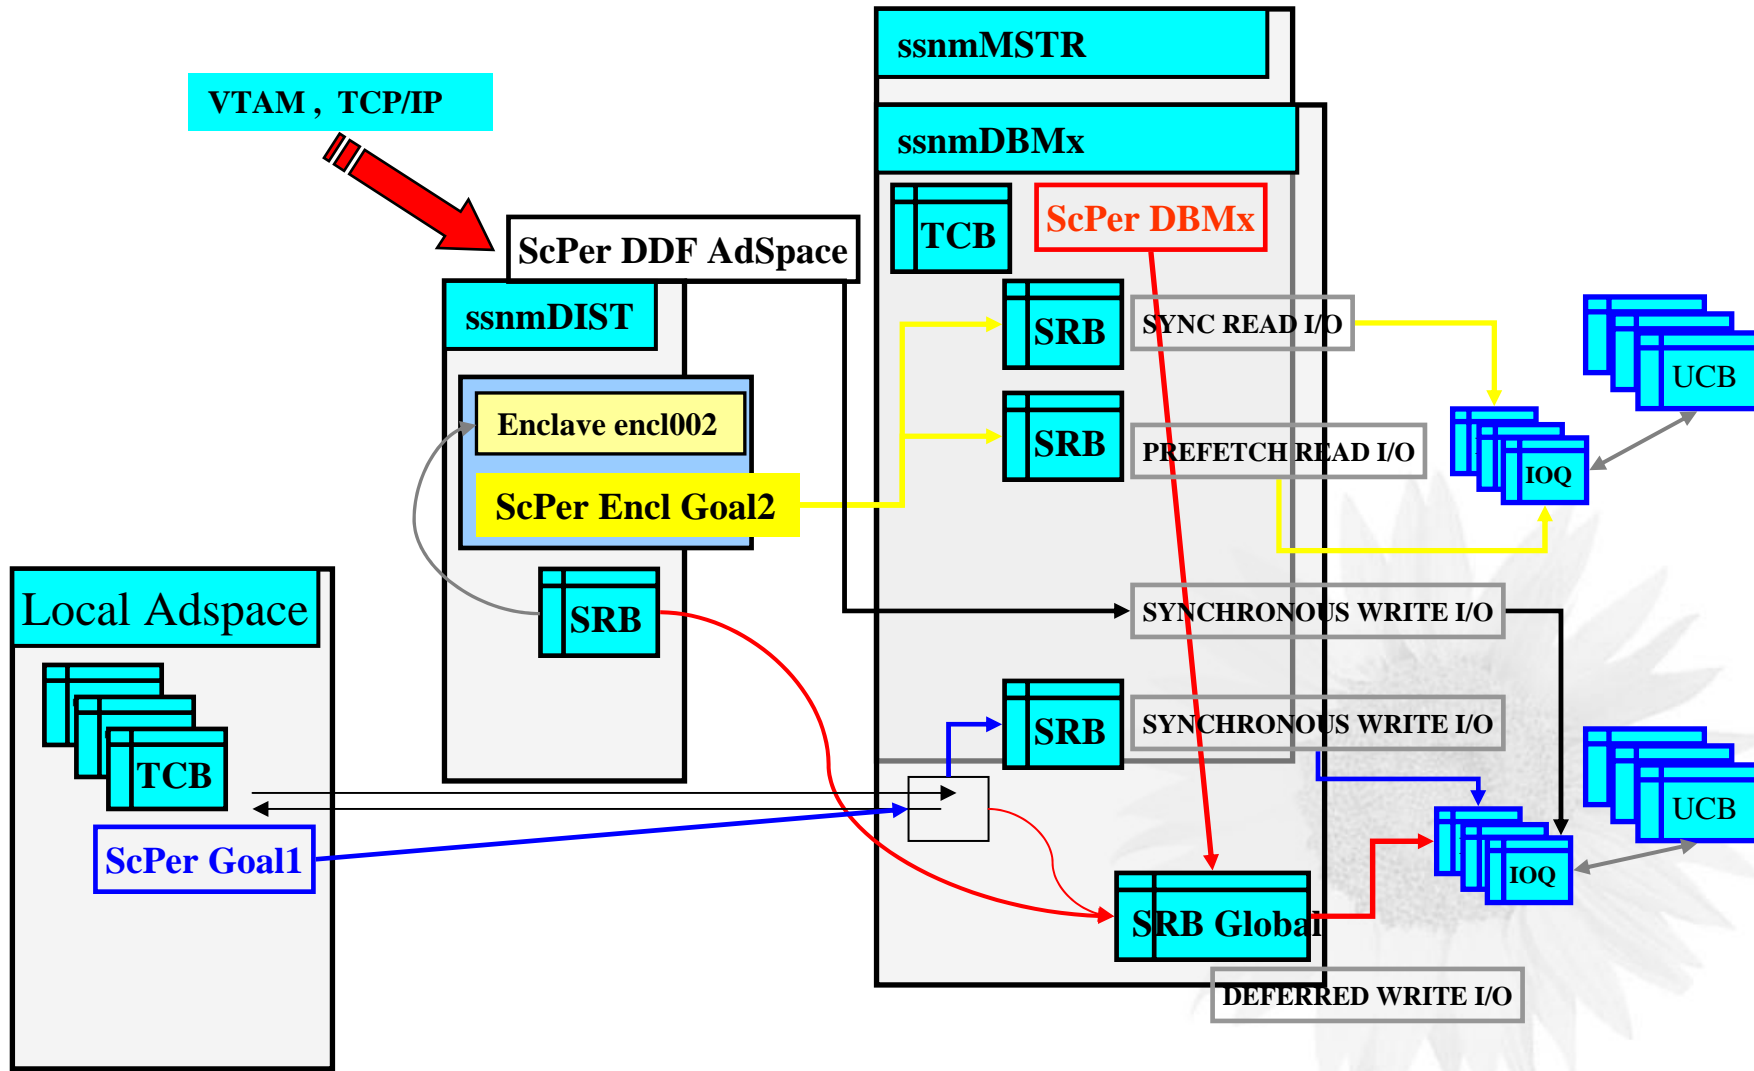 ssnmMSTR
VTAM , TCP/IP
ssnmDBMx
TCB
ScPer DBMx
ScPer DDF AdSpace
ssnmDIST
SRB
SYNC READ I/O
UCB
Enclave encl002
SRB
PREFETCH READ I/O
IOQ
ScPer Encl Goal2
Local Adspace
SRB
SYNCHRONOUS WRITE I/O
TCB
SRB
SYNCHRONOUS WRITE I/O
UCB
ScPer Goal1
IOQ
SRB Global
DEFERRED WRITE I/O